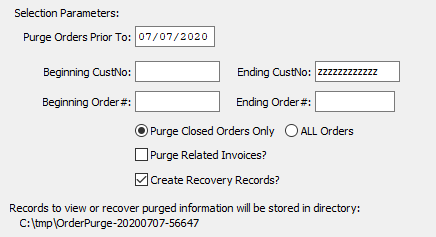 Selection Parameters:
Purge Orders Prior To: 07/07/2020
Beginning CustNo: Ending CustNo: zzzzzzzzzzzz
Beginning Order#: Ending Order#:
Purge Closed Orders Only ALL Orders
Purge Related Invoices?
Create Recovery Records?
Records to view or recover purged information will be stored in directory:
C:\tmp\OrderPurge-20200707-56647